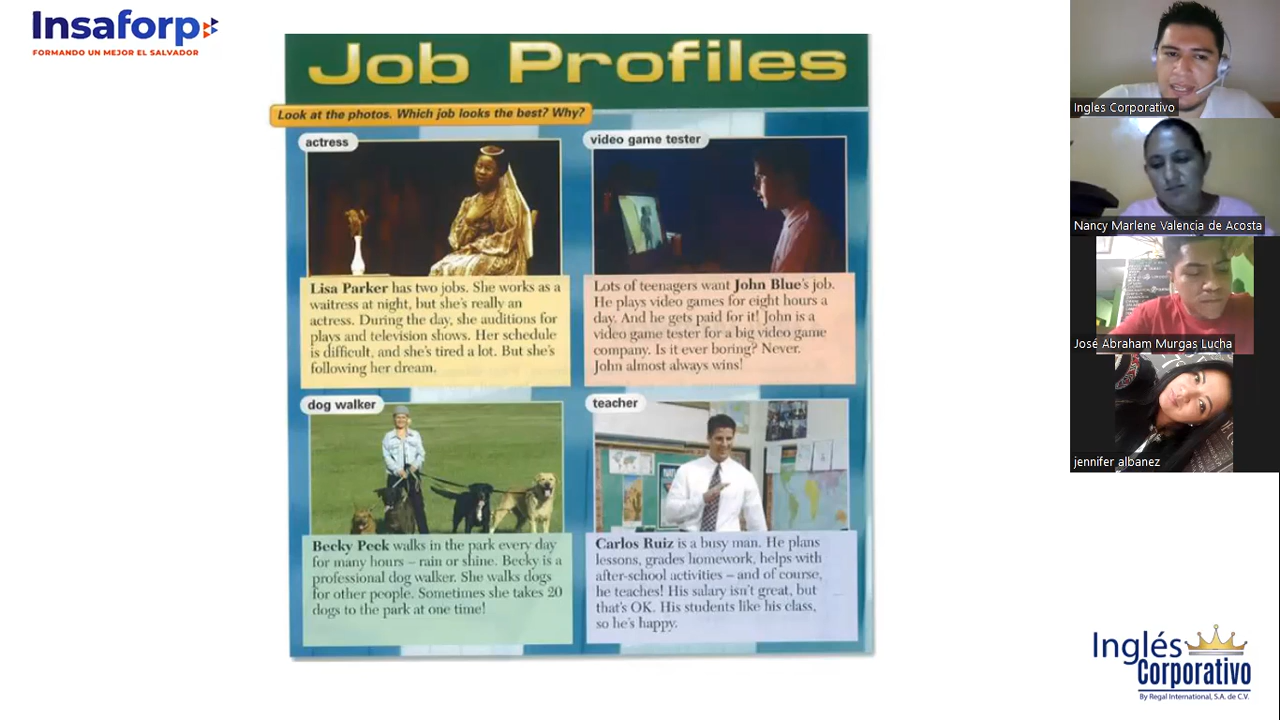 Insaforp
FORMANDO UN MEJOR EL SALVADOR
Job Profiles
Look at the photos. Which job looks the best? Why?
actress
Lisa Parker has two jobs. She works as a
waitress at night, but she's really an
actress. During the day, she auditions for
plays and television shows. Her schedule
is difficult, and she's tired a lot. But she's
following her dream.
video game tester
Lots of teenagers want John Blue's job.
He plays video games for eight hours a
day. And he gets paid for it! John is a
video game tester for a big video game
company. Is it ever boring? Never.
John almost always wins!
dog walker
Becky Peek walks in the park every day
for many hours – rain or shine. Becky is a
professional dog walker. She walks dogs
for other people. Sometimes she takes 20
dogs to the park at one time!
teacher
Carlos Ruiz is a busy man. He plans
lessons, grades homework, helps with
after-school activities – and of course,
he teaches! His salary isn't great, but
that's OK. His students like his class,
so he's happy.
Ingles Corporativo
Nancy Marlene Valencia de Acosta
José Abraham Murgas Lucha
jennifer albanez
Inglés
Corporativo
By Regal International, S.A. de C.V.